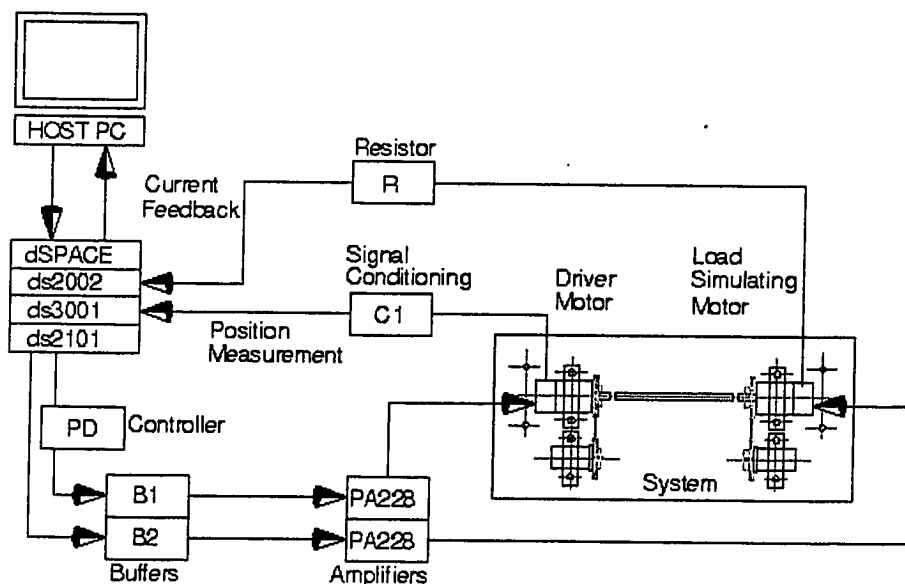 HOST PC
Resistor
R
Current
Feedback
dSPACE
ds2002
ds3001
ds2101
Signal
Conditioning
C1
Position
Measurement
Driver
Motor
Load
Simulating
Motor
PD
Controller
System
B1
B2
Buffers
PA228
PA228
Amplifiers